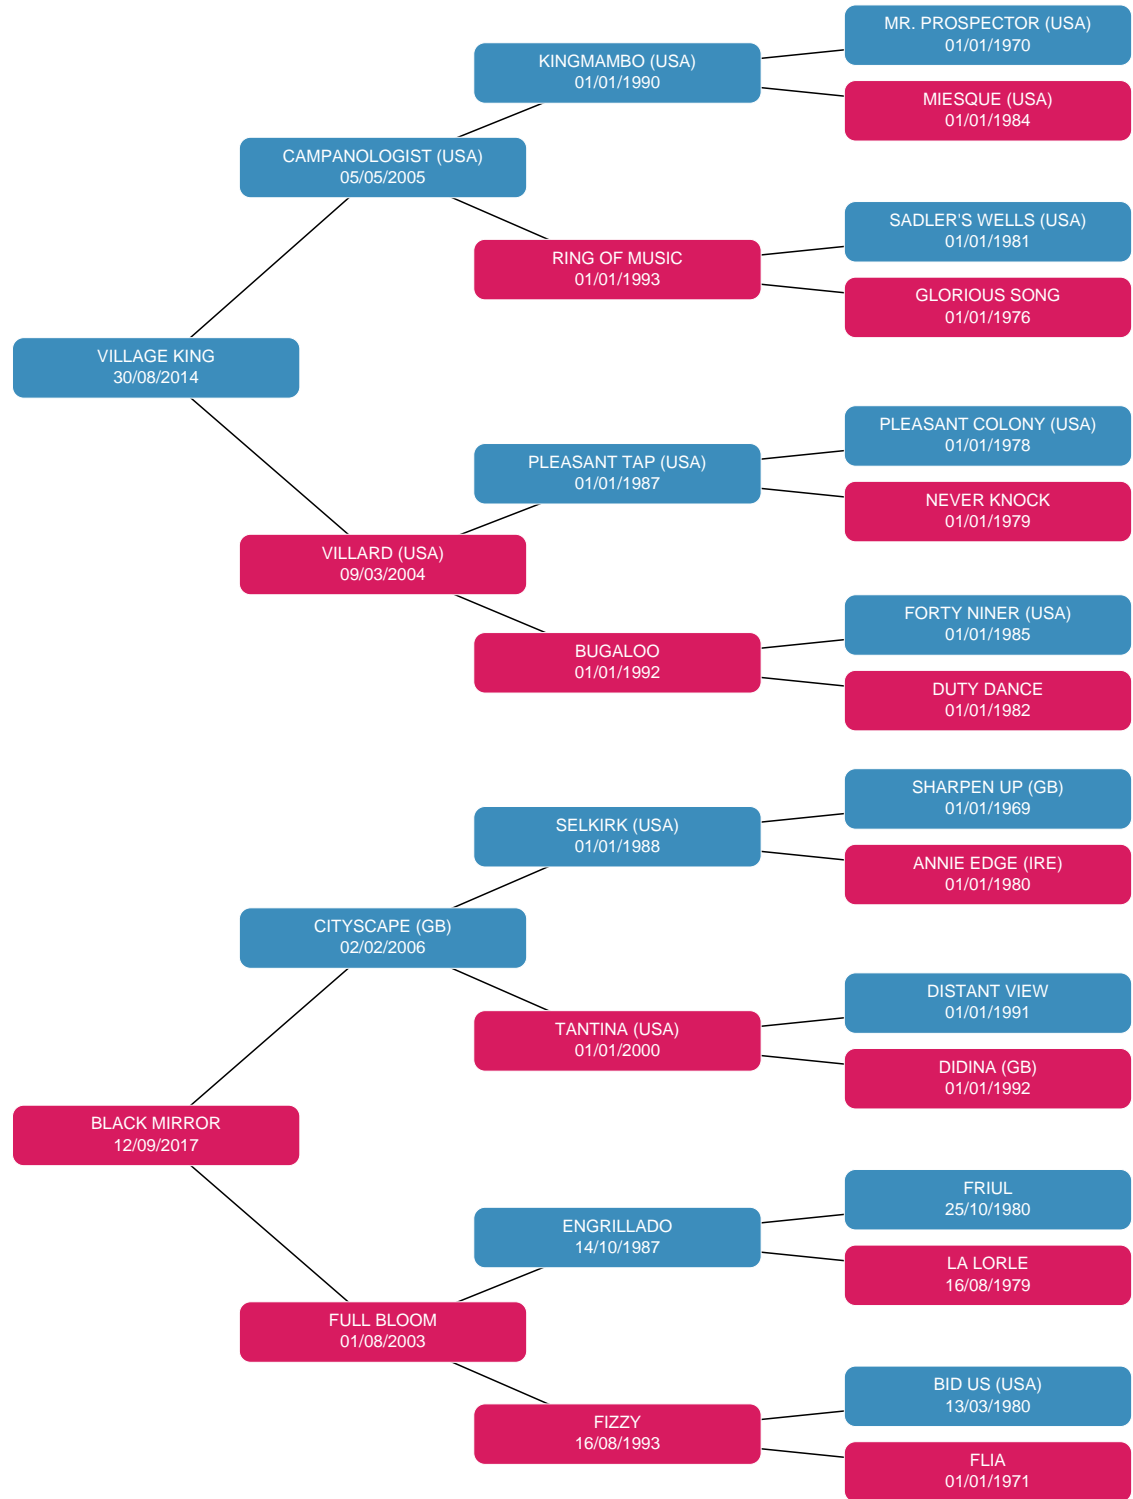 MR. PROSPECTOR (USA)
01/01/1970
KINGMAMBO (USA)
01/01/1990
MIESQUE (USA)
01/01/1984
CAMPANOLOGIST (USA)
05/05/2005
SADLER'S WELLS (USA)
01/01/1981
RING OF MUSIC
01/01/1993
GLORIOUS SONG
01/01/1976
VILLAGE KING
30/08/2014
PLEASANT COLONY (USA)
01/01/1978
PLEASANT TAP (USA)
01/01/1987
NEVER KNOCK
01/01/1979
VILLARD (USA)
09/03/2004
FORTY NINER (USA)
01/01/1985
BUGALOO
01/01/1992
DUTY DANCE
01/01/1982
SHARPEN UP (GB)
01/01/1969
SELKIRK (USA)
01/01/1988
ANNIE EDGE (IRE)
01/01/1980
CITYSCAPE (GB)
02/02/2006
DISTANT VIEW
01/01/1991
TANTINA (USA)
01/01/2000
DIDINA (GB)
01/01/1992
BLACK MIRROR
12/09/2017
FRIUL
25/10/1980
ENGRILLADO
14/10/1987
LA LORLE
16/08/1979
FULL BLOOM
01/08/2003
BID US (USA)
13/03/1980
FIZZY
16/08/1993
FLIA
01/01/1971